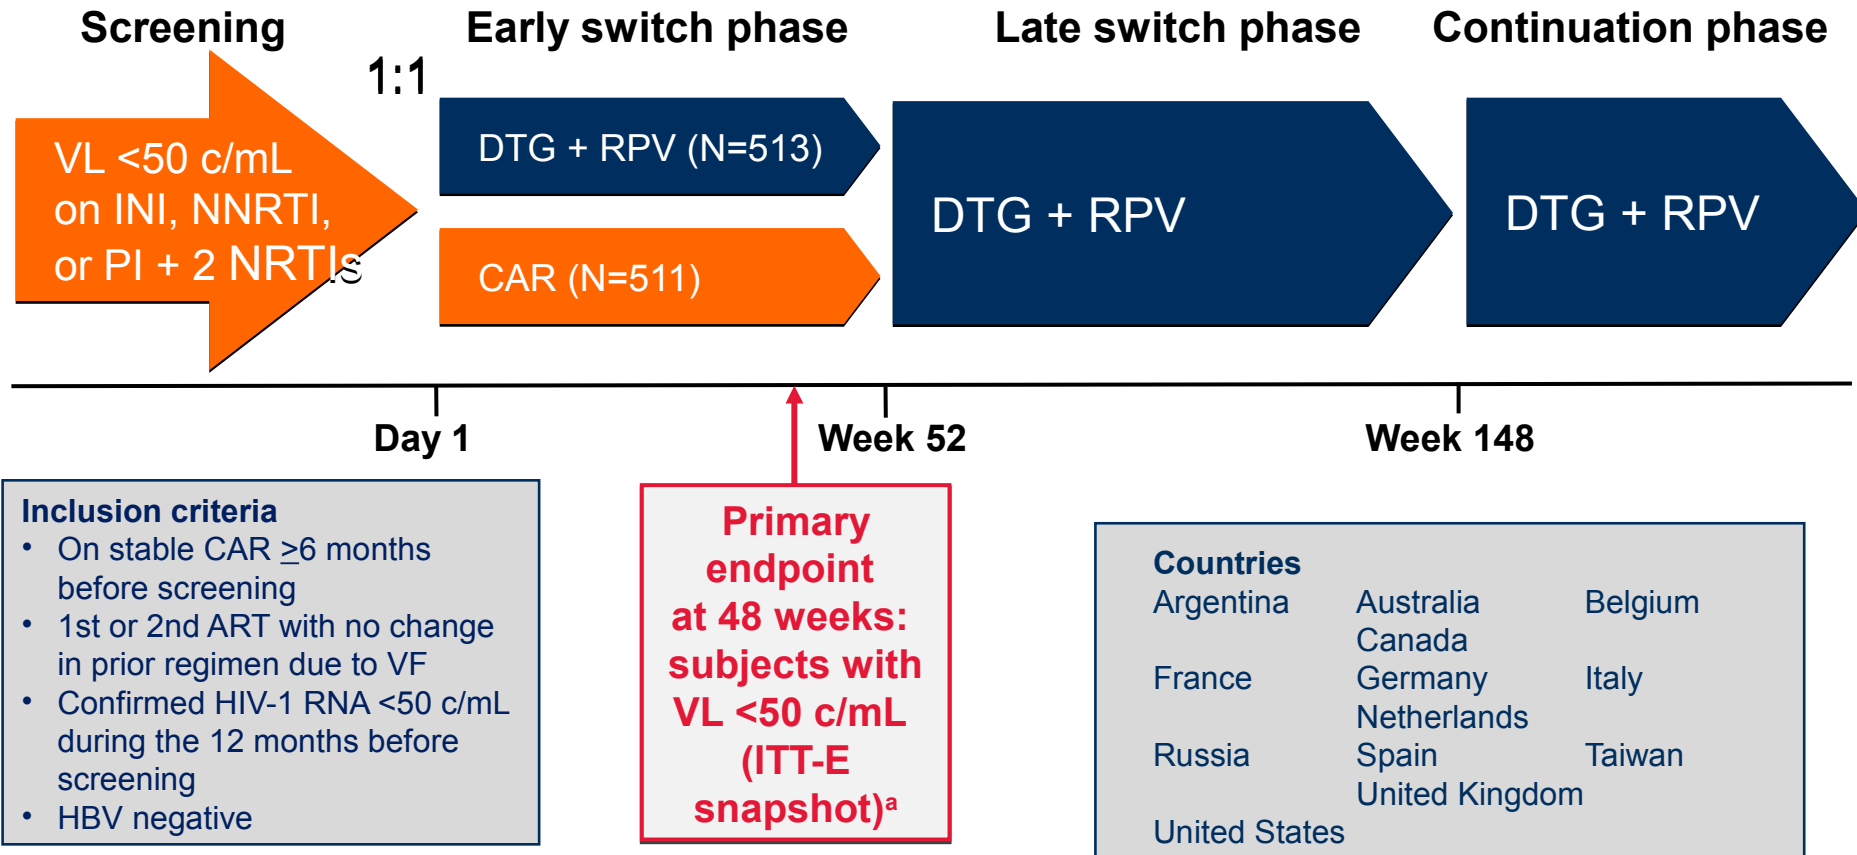 Screening
Early switch phase
Late switch phase
Continuation phase
1:1
VL <50 c/mL
on INI, NNRTI,
or PI + 2 NRTIs
DTG + RPV (N=513)
CAR (N=511)
DTG + RPV
DTG + RPV
Day 1
Week 52
Week 148
Inclusion criteria
• On stable CAR ≥6 months
before screening
• 1st or 2nd ART with no change
in prior regimen due to VF
• Confirmed HIV-1 RNA <50 c/mL
during the 12 months before
screening
• HBV negative
Primary
endpoint
at 48 weeks:
subjects with
VL <50 c/mL
(ITT-E
snapshot)ᵃ
Countries
Argentina Australia Belgium
Canada
France Germany Italy
Netherlands
Russia Spain Taiwan
United Kingdom
United States